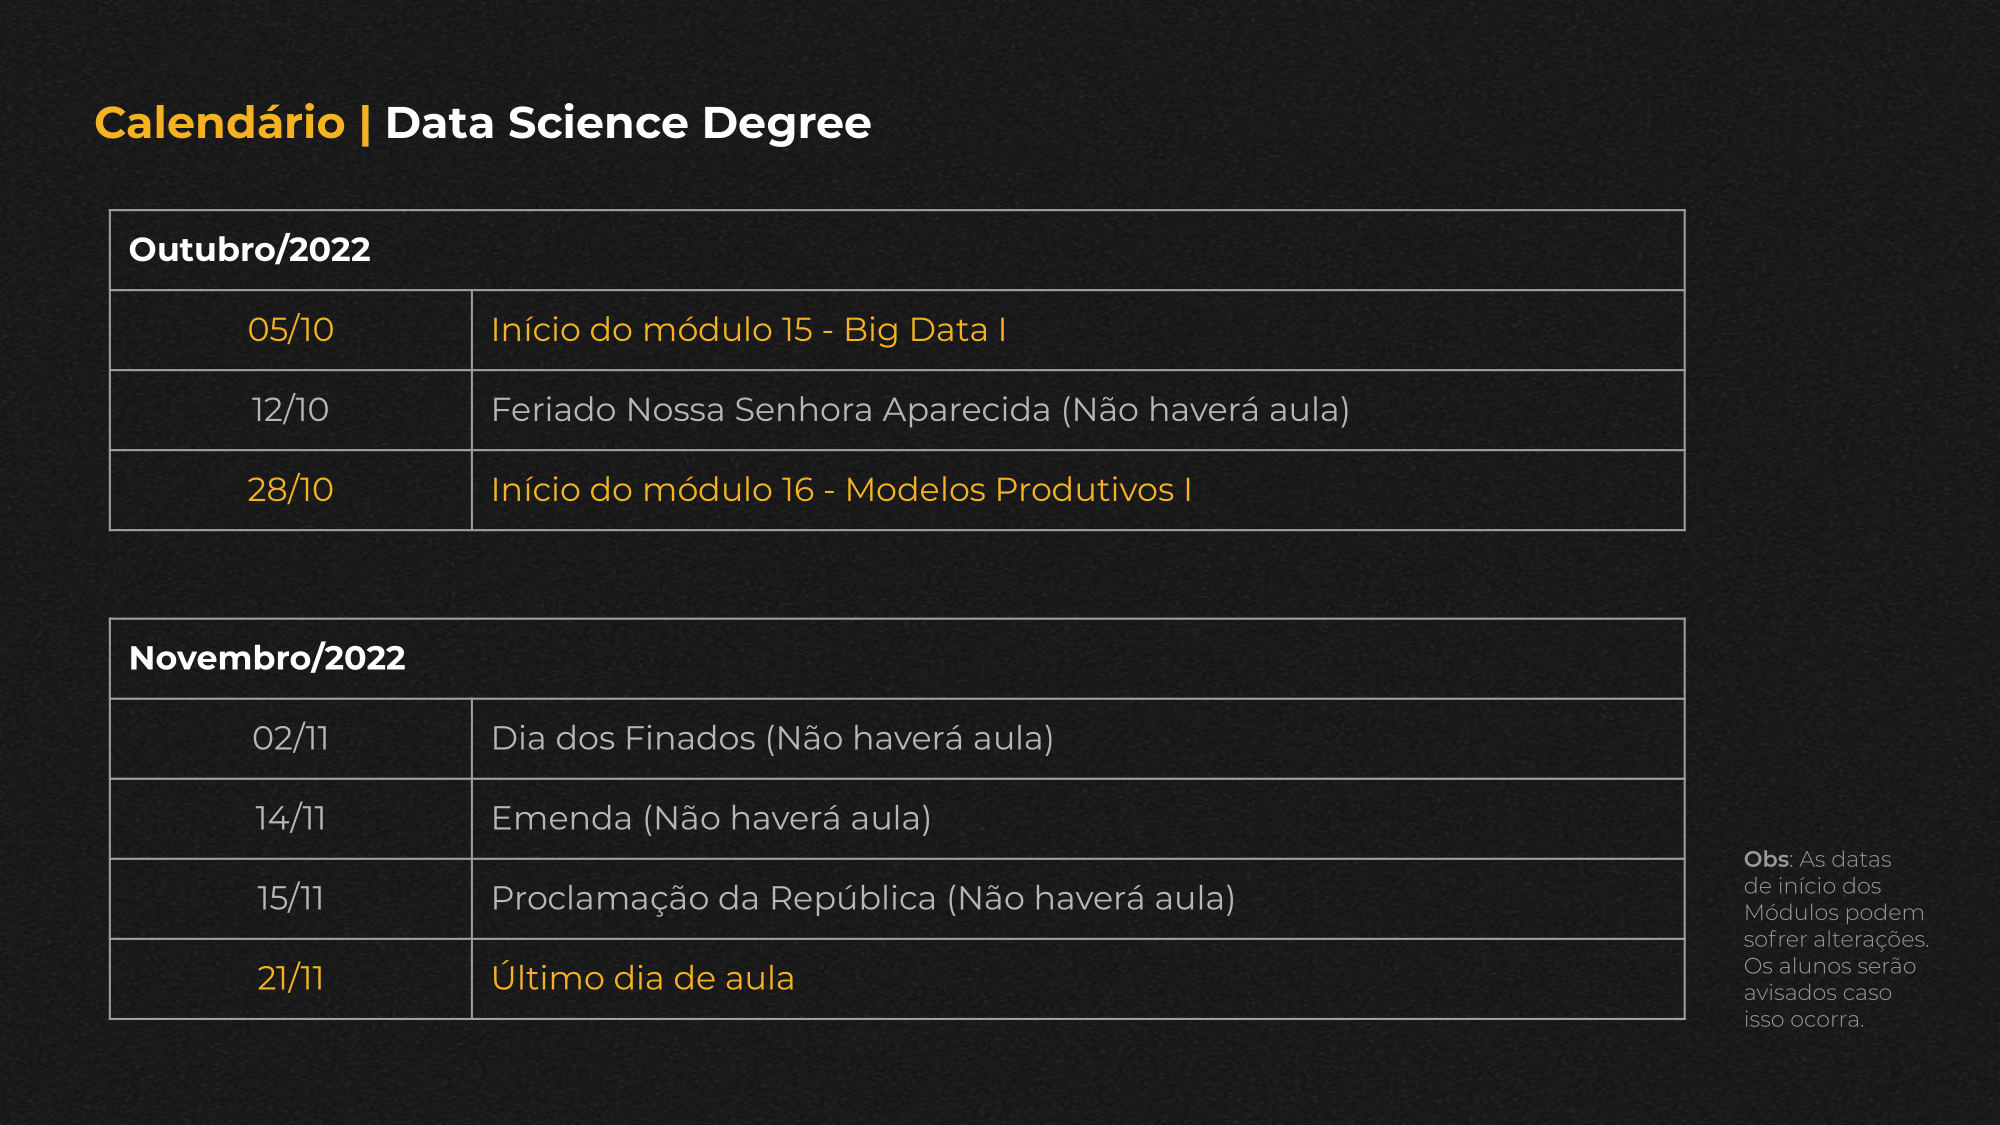 Calendário | Data Science Degree
Outubro/2022
05/10 Início do módulo 15 - Big Data I
12/10 Feriado Nossa Senhora Aparecida (Não haverá aula)
28/10 Início do módulo 16 - Modelos Produtivos I
Novembro/2022
02/11 Dia dos Finados (Não haverá aula)
14/11 Emenda (Não haverá aula)
15/11 Proclamação da República (Não haverá aula)
21/11 Último dia de aula
Obs: As datas
de início dos
Módulos podem
sofrer alterações.
Os alunos serão
avisados caso
isso ocorra.